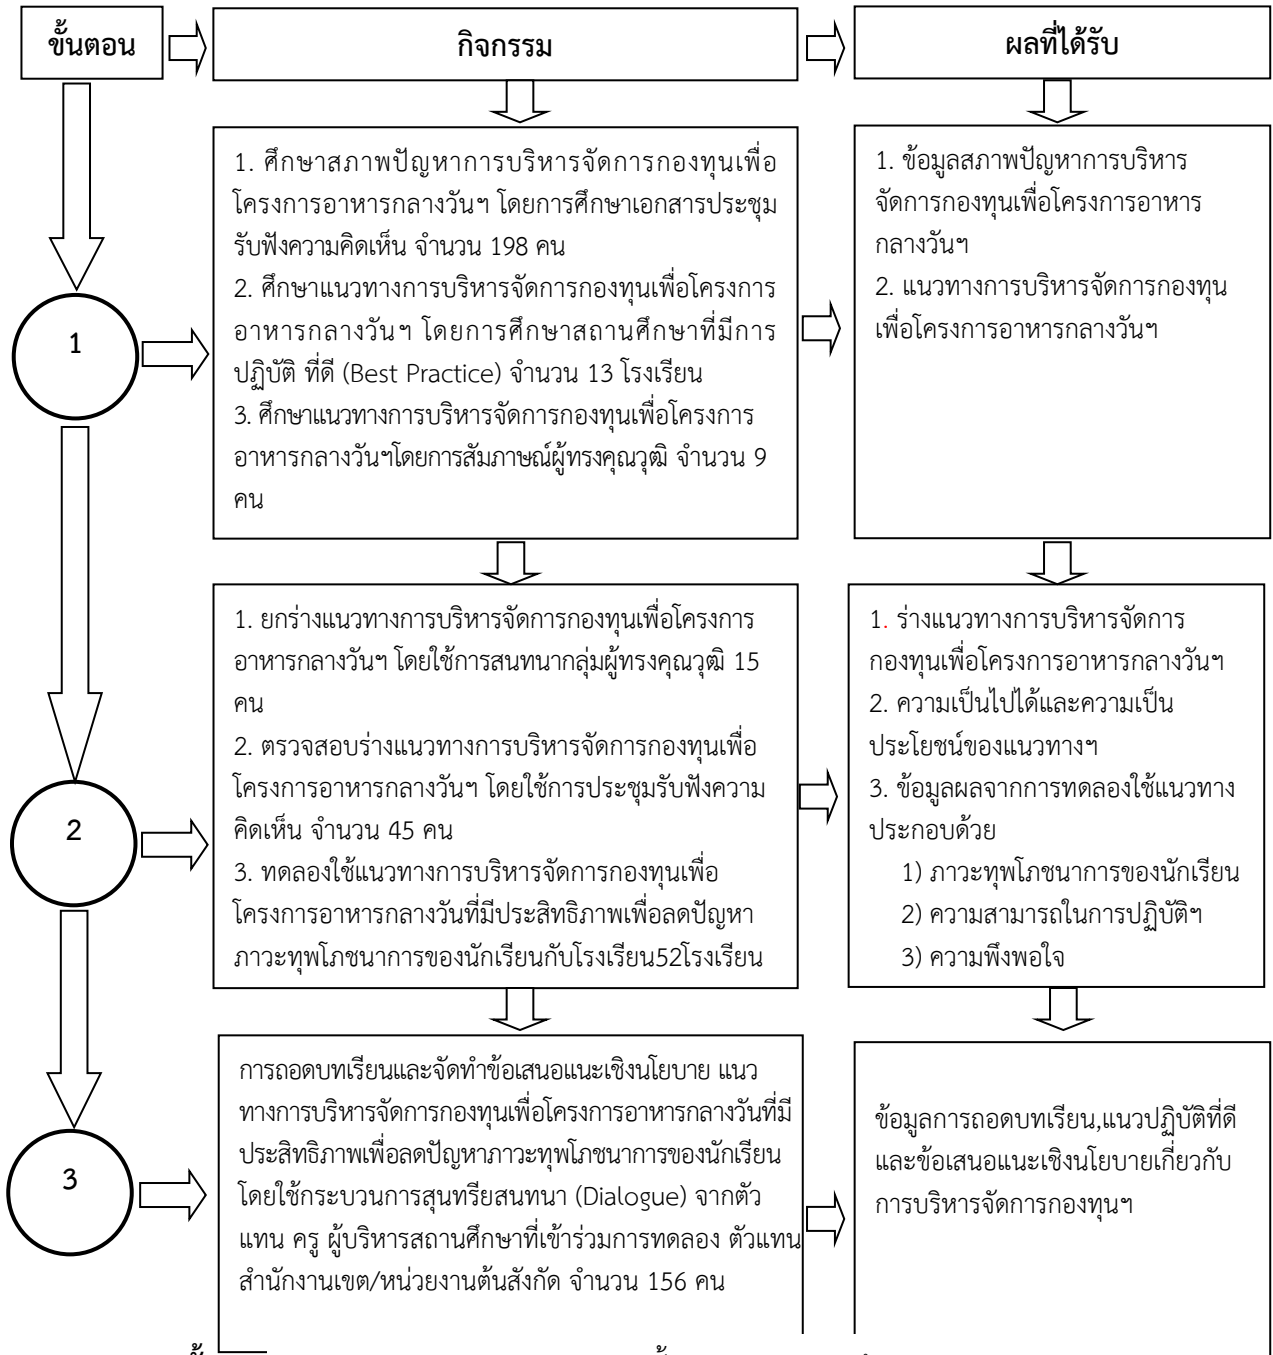 ขั้นตอน
กิจกรรม
ผลที่ได้รับ
1
1. ศึกษาสภาพปัญหาการบริหารจัดการกองทุนเพื่อ
โครงการอาหารกลางวันฯ โดยการศึกษาเอกสารประชุม
รับฟังความคิดเห็น จำนวน 198 คน
2. ศึกษาแนวทางการบริหารจัดการกองทุนเพื่อโครงการ
อาหารกลางวันฯ โดยการศึกษาสถานศึกษาที่มีการ
ปฏิบัติ ที่ดี (Best Practice) จำนวน 13 โรงเรียน
3. ศึกษาแนวทางการบริหารจัดการกองทุนเพื่อโครงการ
อาหารกลางวันฯโดยการสัมภาษณ์ผู้ทรงคุณวุฒิ จำนวน 9
คน
1. ข้อมูลสภาพปัญหาการบริหาร
จัดการกองทุนเพื่อโครงการอาหาร
กลางวันฯ
2. แนวทางการบริหารจัดการกองทุน
เพื่อโครงการอาหารกลางวันฯ
2
1. ยกร่างแนวทางการบริหารจัดการกองทุนเพื่อโครงการ
อาหารกลางวันฯ โดยใช้การสนทนากลุ่มผู้ทรงคุณวุฒิ 15
คน
2. ตรวจสอบร่างแนวทางการบริหารจัดการกองทุนเพื่อ
โครงการอาหารกลางวันฯ โดยใช้การประชุมรับฟังความ
คิดเห็น จำนวน 45 คน
3. ทดลองใช้แนวทางการบริหารจัดการกองทุนเพื่อ
โครงการอาหารกลางวันที่มีประสิทธิภาพเพื่อลดปัญหา
ภาวะทุพโภชนาการของนักเรียนกับโรงเรียน52โรงเรียน
1. ร่างแนวทางการบริหารจัดการ
กองทุนเพื่อโครงการอาหารกลางวันฯ
2. ความเป็นไปได้และความเป็น
ประโยชน์ของแนวทางฯ
3. ข้อมูลผลจากการทดลองใช้แนวทาง
ประกอบด้วย
1) ภาวะทุพโภชนาการของนักเรียน
2) ความสามารถในการปฏิบัติฯ
3) ความพึงพอใจ
3
การถอดบทเรียนและจัดทำข้อเสนอแนะเชิงนโยบาย แนว
ทางการบริหารจัดการกองทุนเพื่อโครงการอาหารกลางวันที่มี
ประสิทธิภาพเพื่อลดปัญหาภาวะทุพโภชนาการของนักเรียน
โดยใช้กระบวนการสุนทรียสนทนา (Dialogue) จากตัว
แทน ครู ผู้บริหารสถานศึกษาที่เข้าร่วมการทดลอง ตัวแทน
สำนักงานเขต/หน่วยงานต้นสังกัด จำนวน 156 คน
ข้อมูลการถอดบทเรียน,แนวปฏิบัติที่ดี
และข้อเสนอแนะเชิงนโยบายเกี่ยวกับ
การบริหารจัดการกองทุนฯ